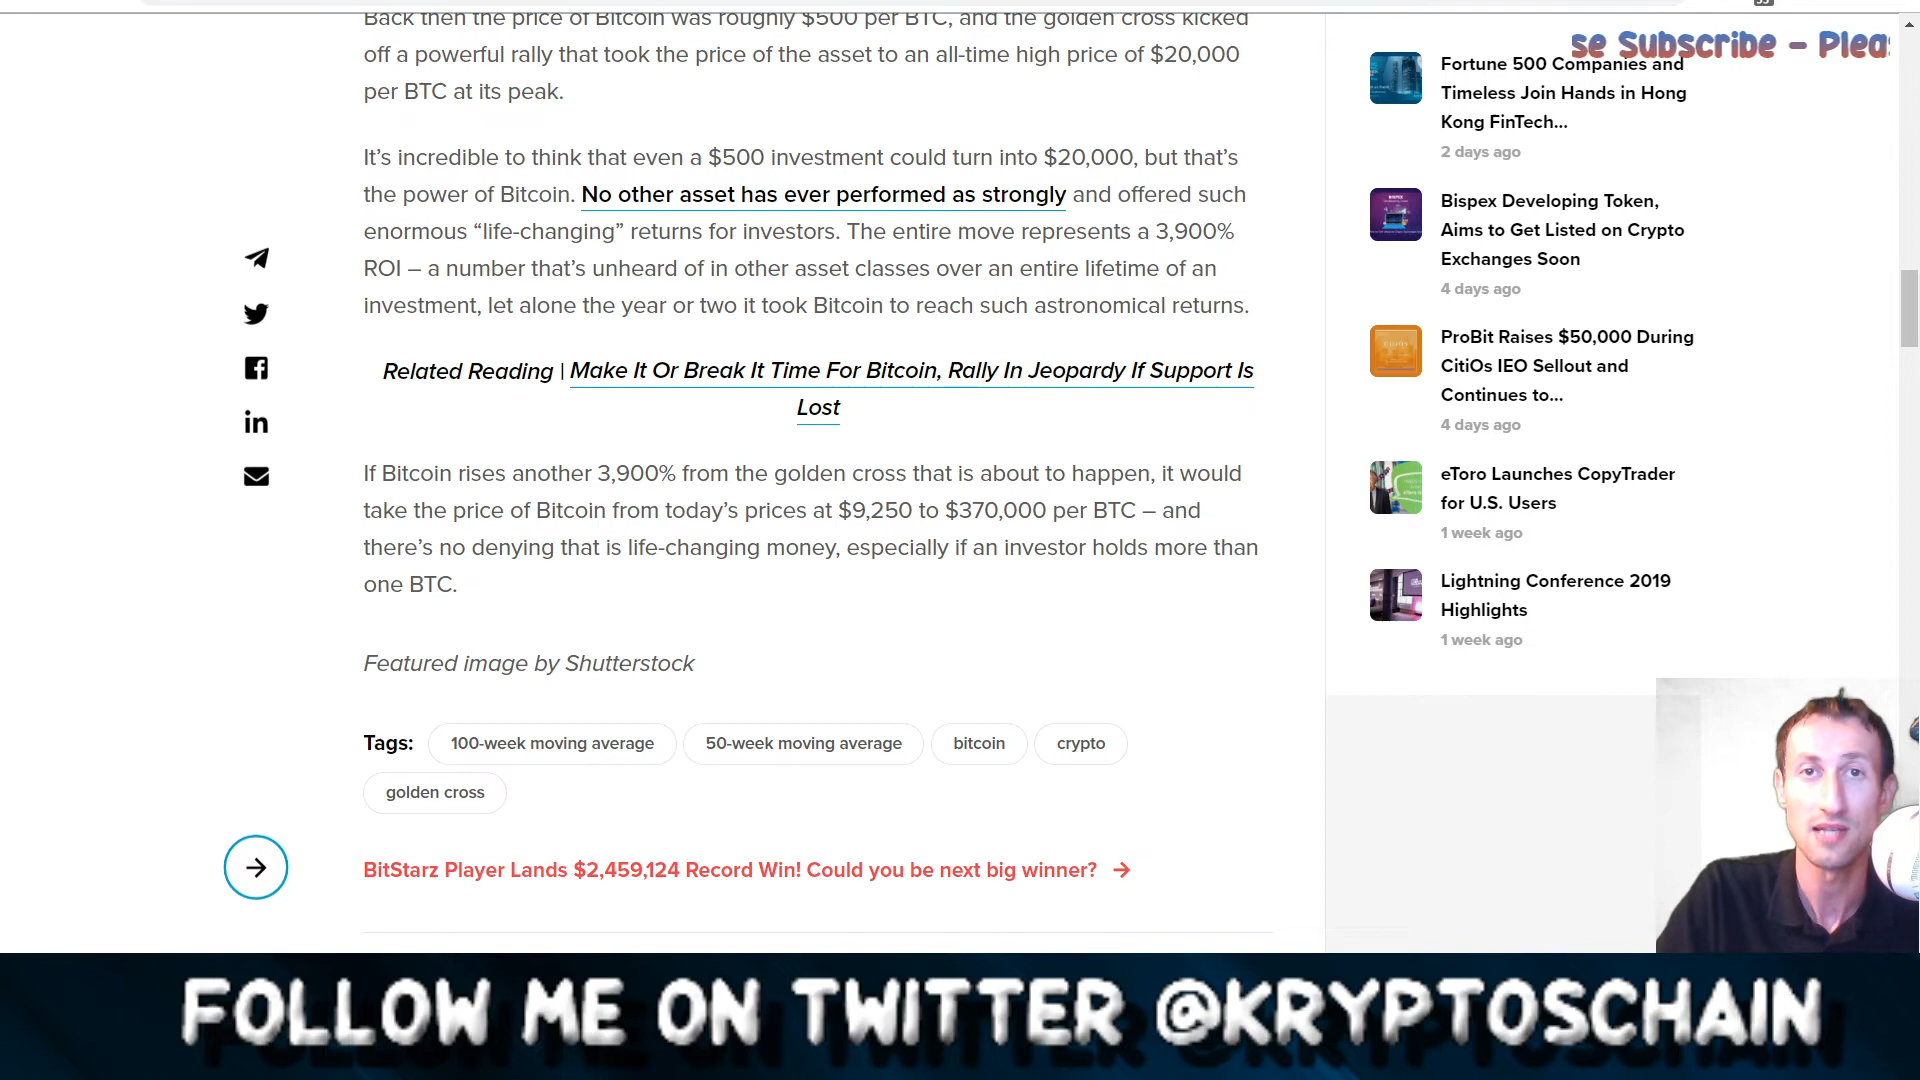 Back then the price of Bitcoin was roughly $500 per BTC, and the golden cross kicked
off a powerful rally that took the price of the asset to an all-time high price of $20,000
per BTC at its peak.
It’s incredible to think that even a $500 investment could turn into $20,000, but that’s
the power of Bitcoin. No other asset has ever performed as strongly and offered such
enormous “life-changing” returns for investors. The entire move represents a 3,900%
ROI – a number that’s unheard of in other asset classes over an entire lifetime of an
investment, let alone the year or two it took Bitcoin to reach such astronomical returns.
Related Reading | Make It Or Break It Time For Bitcoin, Rally In Jeopardy If Support Is
Lost
If Bitcoin rises another 3,900% from the golden cross that is about to happen, it would
take the price of Bitcoin from today’s prices at $9,250 to $370,000 per BTC – and
there’s no denying that is life-changing money, especially if an investor holds more than
one BTC.
Featured image by Shutterstock
Tags: 100-week moving average 50-week moving average bitcoin crypto
golden cross
BitStarz Player Lands $2,459,124 Record Win! Could you be next big winner?
se Subscribe – Pleas
Fortune 500 Companies and
Timeless Join Hands in Hong
Kong FinTech...
2 days ago
Bispex Developing Token,
Aims to Get Listed on Crypto
Exchanges Soon
4 days ago
ProBit Raises $50,000 During
CitiOs IEO Sellout and
Continues to...
4 days ago
eToro Launches CopyTrader
for U.S. Users
1 week ago
Lightning Conference 2019
Highlights
1 week ago
FOLLOW ME ON TWITTER @KRYPTOSCHAIN